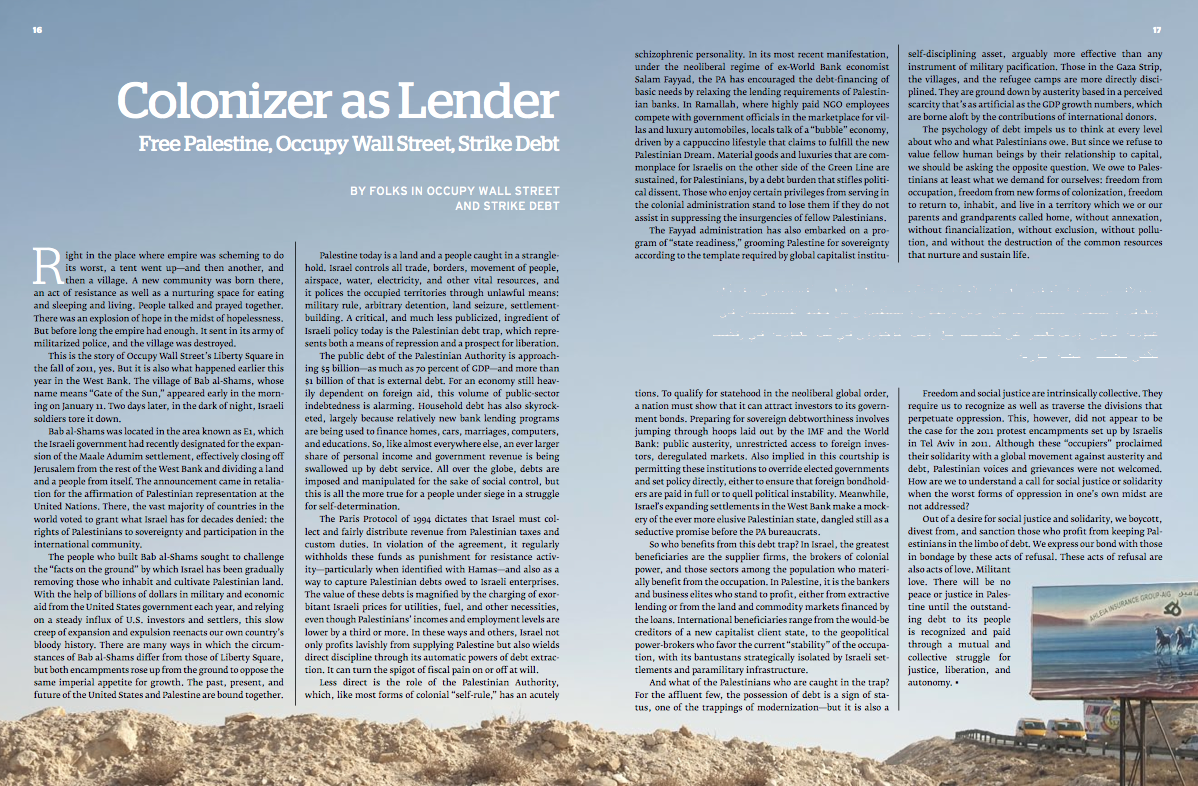 16
17
Colonizer as Lender
Free Palestine, Occupy Wall Street, Strike Debt
BY FOLKS IN OCCUPY WALL STREET
AND STRIKE DEBT
Right in the place where empire was scheming to do
its worst, a tent went up—and then another, and
then a village. A new community was born there,
an act of resistance as well as a nurturing space for eating
and sleeping and living. People talked and prayed together.
There was an explosion of hope in the midst of hopelessness.
But before long the empire had enough. It sent in its army of
militarized police, and the village was destroyed.
This is the story of Occupy Wall Street's Liberty Square in
the fall of 2011, yes. But it is also what happened earlier this
year in the West Bank. The village of Bab al-Shams, whose
name means "Gate of the Sun," appeared early in the morn-
ing on January 11. Two days later, in the dark of night, Israeli
soldiers tore it down.
Bab al-Shams was located in the area known as E1, which
the Israeli government had recently designated for the expan-
sion of the Maale Adumim settlement, effectively closing off
Jerusalem from the rest of the West Bank and dividing a land
and a people from itself. The announcement came in retalia-
tion for the affirmation of Palestinian representation at the
United Nations. There, the vast majority of countries in the
world voted to grant what Israel has for decades denied: the
rights of Palestinians to sovereignty and participation in the
international community.
The people who built Bab al-Shams sought to challenge
the "facts on the ground" by which Israel has been gradually
removing those who inhabit and cultivate Palestinian land.
With the help of billions of dollars in military and economic
aid from the United States government each year, and relying
on a steady influx of U.S. investors and settlers, this slow
creep of expansion and expulsion reenacts our own country's
bloody history. There are many ways in which the circum-
stances of Bab al-Shams differ from those of Liberty Square,
but both encampments rose up from the ground to oppose the
same imperial appetite for growth. The past, present, and
future of the United States and Palestine are bound together.
Palestine today is a land and a people caught in a strangle-
hold. Israel controls all trade, borders, movement of people,
airspace, water, electricity, and other vital resources, and
it polices the occupied territories through unlawful means:
military rule, arbitrary detention, land seizure, settlement-
building. A critical, and much less publicized, ingredient of
Israeli policy today is the Palestinian debt trap, which repre-
sents both a means of repression and a prospect for liberation.
The public debt of the Palestinian Authority is approach-
ing $5 billion—as much as 70 percent of GDP—and more than
$1 billion of that is external debt. For an economy still heav-
ily dependent on foreign aid, this volume of public-sector
indebtedness is alarming. Household debt has also skyrock-
eted, largely because relatively new bank lending programs
are being used to finance homes, cars, marriages, computers,
and educations. So, like almost everywhere else, an ever larger
share of personal income and government revenue is being
swallowed up by debt service. All over the globe, debts are
imposed and manipulated for the sake of social control, but
this is all the more true for a people under siege in a struggle
for self-determination.
The Paris Protocol of 1994 dictates that Israel must col-
lect and fairly distribute revenue from Palestinian taxes and
custom duties. In violation of the agreement, it regularly
withholds these funds as punishment for resistance activ-
ity—particularly when identified with Hamas—and also as a
way to capture Palestinian debts owed to Israeli enterprises.
The value of these debts is magnified by the charging of exor-
bitant Israeli prices for utilities, fuel, and other necessities,
even though Palestinians' incomes and employment levels are
lower by a third or more. In these ways and others, Israel not
only profits lavishly from supplying Palestine but also wields
direct discipline through its automatic powers of debt extrac-
tion. It can turn the spigot of fiscal pain on or off at will.
Less direct is the role of the Palestinian Authority,
which, like most forms of colonial "self-rule," has an acutely
schizophrenic personality. In its most recent manifestation,
under the neoliberal regime of ex-World Bank economist
Salam Fayyad, the PA has encouraged the debt-financing of
basic needs by relaxing the lending requirements of Palestin-
ian banks. In Ramallah, where highly paid NGO employees
compete with government officials in the marketplace for vil-
las and luxury automobiles, locals talk of a "bubble" economy,
driven by a cappuccino lifestyle that claims to fulfill the new
Palestinian Dream. Material goods and luxuries that are com-
monplace for Israelis on the other side of the Green Line are
sustained, for Palestinians, by a debt burden that stifles politi-
cal dissent. Those who enjoy certain privileges from serving in
the colonial administration stand to lose them if they do not
assist in suppressing the insurgencies of fellow Palestinians.
The Fayyad administration has also embarked on a pro-
gram of "state readiness," grooming Palestine for sovereignty
according to the template required by global capitalist institu-
tions. To qualify for statehood in the neoliberal global order,
a nation must show that it can attract investors to its govern-
ment bonds. Preparing for sovereign debtworthiness involves
jumping through hoops laid out by the IMF and the World
Bank: public austerity, unrestricted access to foreign inves-
tors, deregulated markets. Also implied in this courtship is
permitting these institutions to override elected governments
and set policy directly, either to ensure that foreign bondhold-
ers are paid in full or to quell political instability. Meanwhile,
Israel's expanding settlements in the West Bank make a mock-
ery of the ever more elusive Palestinian state, dangled still as a
seductive promise before the PA bureaucrats.
So who benefits from this debt trap? In Israel, the greatest
beneficiaries are the supplier firms, the brokers of colonial
power, and those sectors among the population who materi-
ally benefit from the occupation. In Palestine, it is the bankers
and business elites who stand to profit, either from extractive
lending or from the land and commodity markets financed by
the loans. International beneficiaries range from the would-be
creditors of a new capitalist client state, to the geopolitical
power-brokers who favor the current "stability" of the occupa-
tion, with its bantustans strategically isolated by Israeli set-
tlements and paramilitary infrastructure.
And what of the Palestinians who are caught in the trap?
For the affluent few, the possession of debt is a sign of sta-
tus, one of the trappings of modernization—but it is also a
self-disciplining asset, arguably more effective than any
instrument of military pacification. Those in the Gaza Strip,
the villages, and the refugee camps are more directly disci-
plined. They are ground down by austerity based in a perceived
scarcity that's as artificial as the GDP growth numbers, which
are borne aloft by the contributions of international donors.
The psychology of debt impels us to think at every level
about who and what Palestinians owe. But since we refuse to
value fellow human beings by their relationship to capital,
we should be asking the opposite question. We owe to Pales-
tinians at least what we demand for ourselves: freedom from
occupation, freedom from new forms of colonization, freedom
to return to, inhabit, and live in a territory which we or our
parents and grandparents called home, without annexation,
without financialization, without exclusion, without pollu-
tion, and without the destruction of the common resources
that nurture and sustain life.
Freedom and social justice are intrinsically collective. They
require us to recognize as well as traverse the divisions that
perpetuate oppression. This, however, did not appear to be
the case for the 2011 protest encampments set up by Israelis
in Tel Aviv in 2011. Although these "occupiers" proclaimed
their solidarity with a global movement against austerity and
debt, Palestinian voices and grievances were not welcomed.
How are we to understand a call for social justice or solidarity
when the worst forms of oppression in one's own midst are
not addressed?
Out of a desire for social justice and solidarity, we boycott,
divest from, and sanction those who profit from keeping Pal-
estinians in the limbo of debt. We express our bond with those
in bondage by these acts of refusal. These acts of refusal are
also acts of love. Militant
love. There will be no
peace or justice in Pales-
tine until the outstand-
ing debt to its people
is recognized and paid
through a mutual and
collective struggle for
justice, liberation, and
autonomy. •
AHLEIA INSURANCE GROUP-AIG